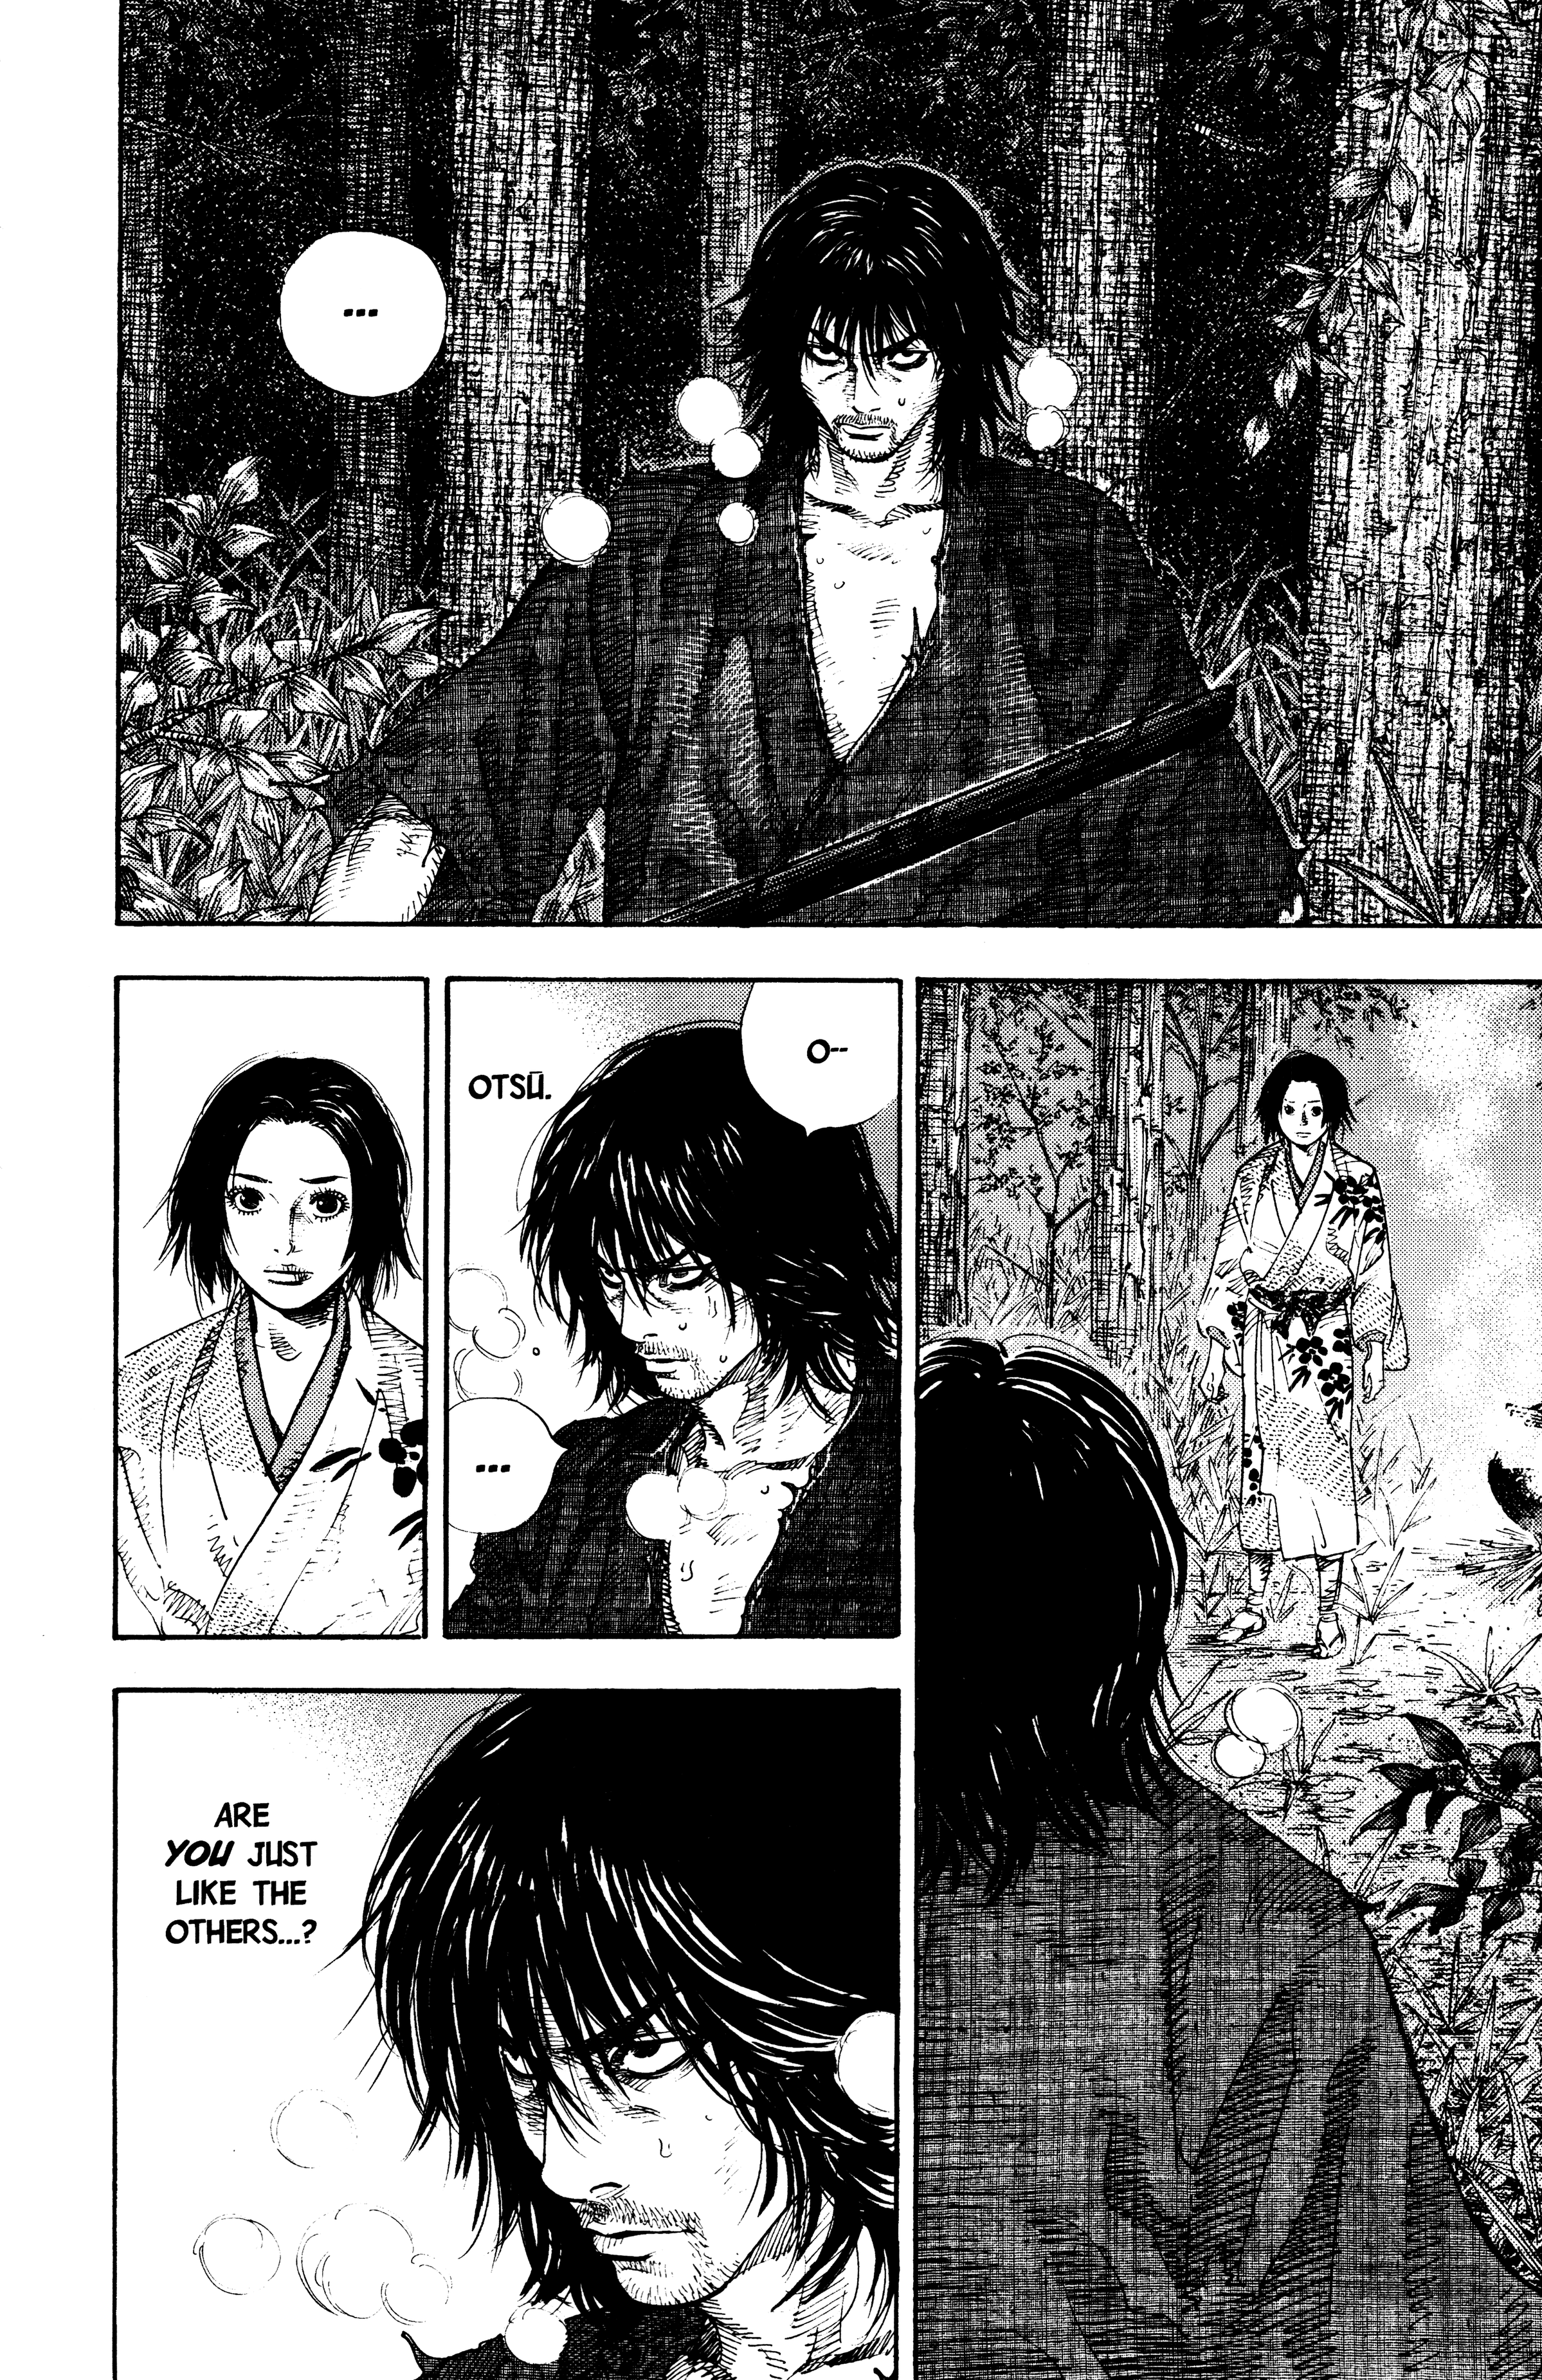 ...
O--
OTSŪ.
...
ARE
YOU JUST
LIKE THE
OTHERS...?